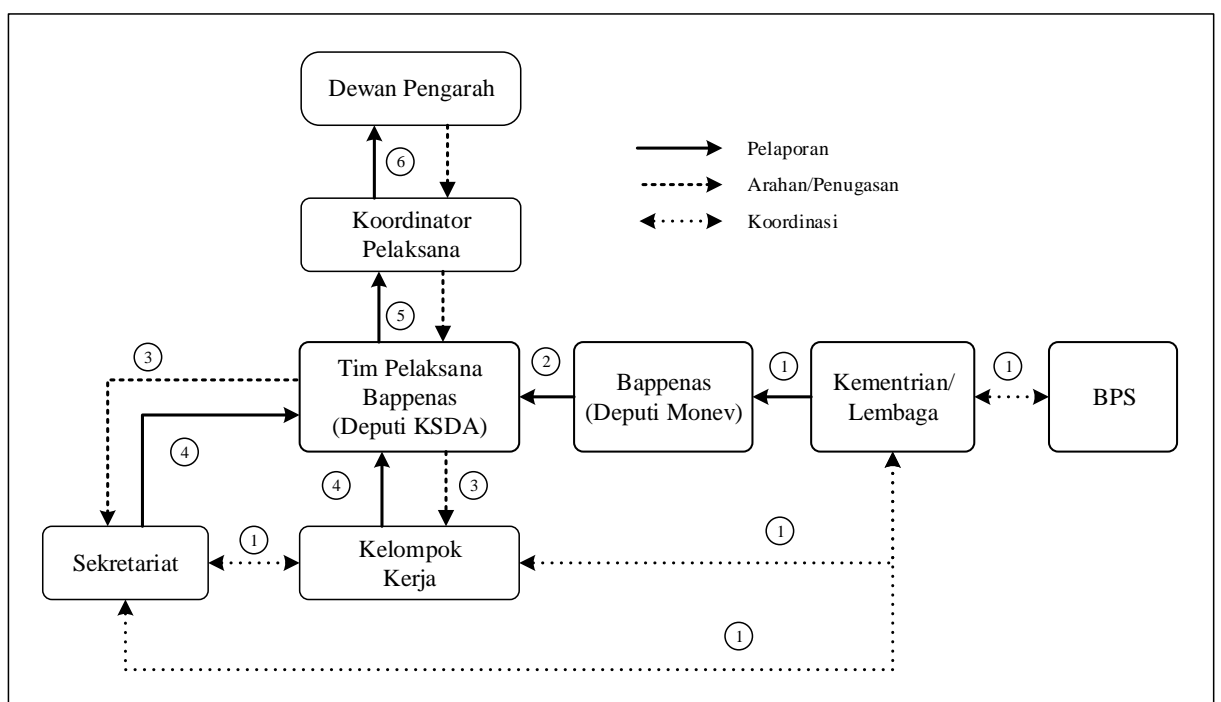 Dewan Pengarah
6
Pelaporan
Arahan/Penugasan
Koordinasi
Koordinator
Pelaksana
5
3
Tim Pelaksana
Bappenas
(Deputi KSDA)
2
Bappenas
(Deputi Monev)
1
Kementrian/
Lembaga
1
BPS
4
4
3
Sekretariat
1
Kelompok
Kerja
1
1